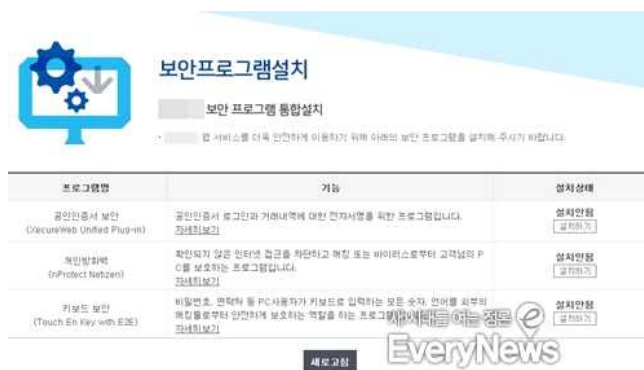 보안프로그램설치
보안 프로그램 통합설치
웹 서비스를 더욱 안전하게 이용하기 위해 아래의 보안 프로그램을 설치해 주시기 바랍니다.
프로그램명 기능 설치상태
공인인증서 보안
(XecureWeb Unified Plug-in)
공인인증서 로그인과 거래내역에 대한 전자서명을 위한 프로그램입니다.
자세히보기
설치안됨
설치하기
개인방화벽
(nProtect Netizen)
확인되지 않은 인터넷 접근을 차단하고 해킹 또는 바이러스로부터 고객님의 P
C를 보호하는 프로그램입니다.
자세히보기
설치안됨
설치하기
키보드 보안
(Touch En Key with E2E)
비밀번호, 연락처 등 PC사용자가 키보드로 입력하는 모든 숫자, 언어를 외부의
해킹툴로부터 안전하게 보호하는 역할을 하는 프로그램
자세히보기
설치안됨
설치하기
새로고침
새시대를 여는 정론
EveryNews